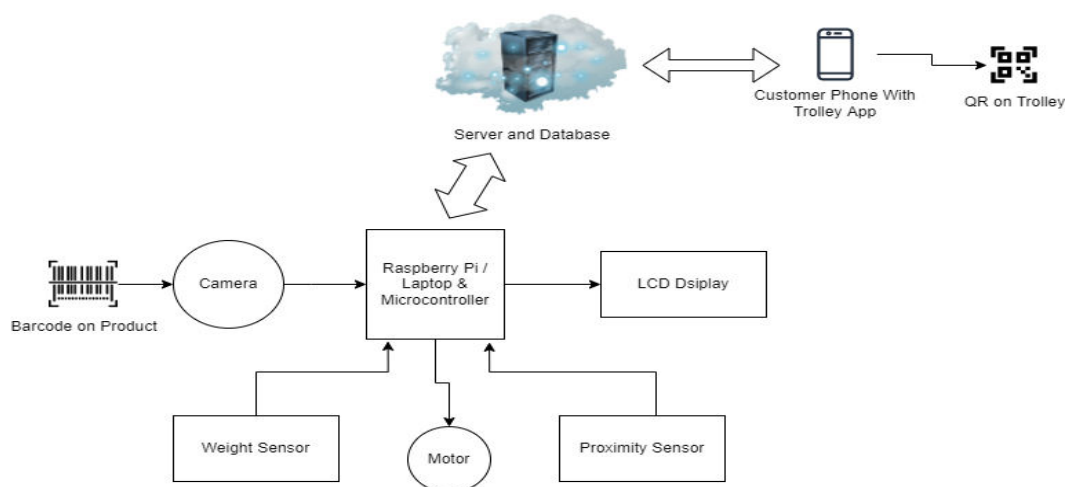 Server and Database
Customer Phone With
Trolley App
QR on Trolley
Barcode on Product
Camera
Raspberry Pi /
Laptop &
Microcontroller
LCD Dsiplay
Weight Sensor
Motor
Proximity Sensor